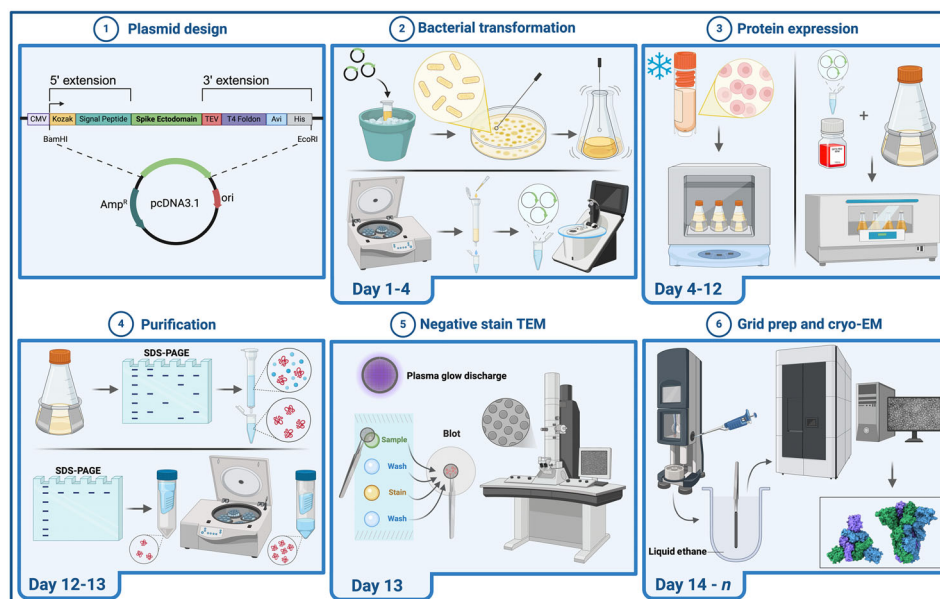 1 Plasmid design
5' extension
3' extension
CMV Kozak Signal Peptide Spike Ectodomain TEV T4 Foldon Avi His
BamHI
EcoRI
AmpR
pcDNA3.1
ori
2 Bacterial transformation
Day 1-4
3 Protein expression
+
Day 4-12
4 Purification
SDS-PAGE
SDS-PAGE
Day 12-13
5 Negative stain TEM
Plasma glow discharge
Sample
Blot
Wash
Stain
Wash
Day 13
6 Grid prep and cryo-EM
Liquid ethane
Day 14 - n